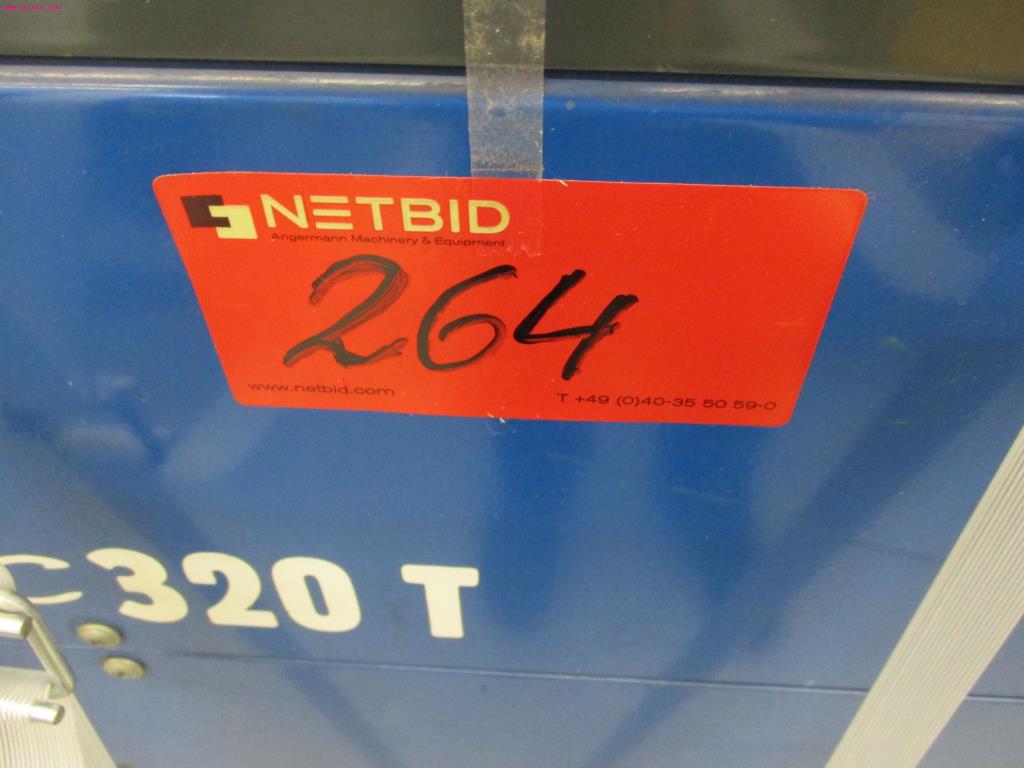 NETBID
Angermann Machinery & Equipment
264
www.netbid.com
T +49 (0)40-35 50 59-0
C 320 T